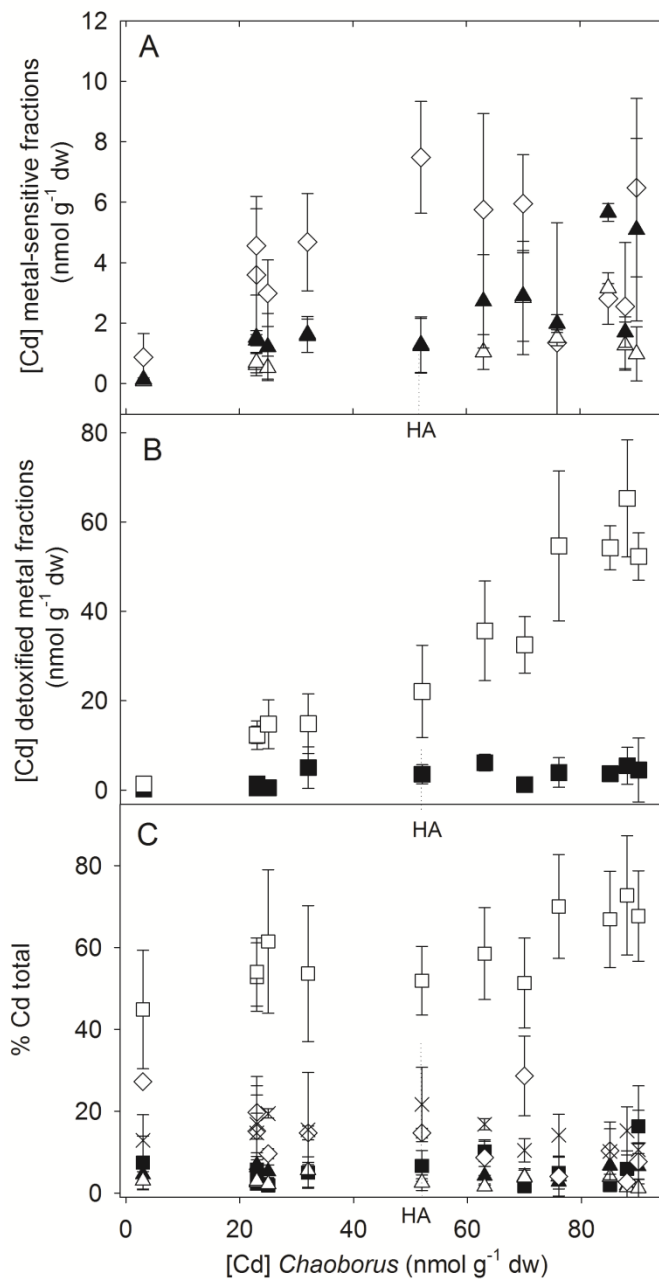 12
A
10
8
6
4
2
0
[Cd] metal-sensitive fractions
(nmol g⁻¹ dw)
HA
80
B
60
40
20
0
[Cd] detoxified metal fractions
(nmol g⁻¹ dw)
HA
C
80
60
40
20
0
% Cd total
HA
0 20 40 60 80
[Cd] Chaoborus (nmol g⁻¹ dw)